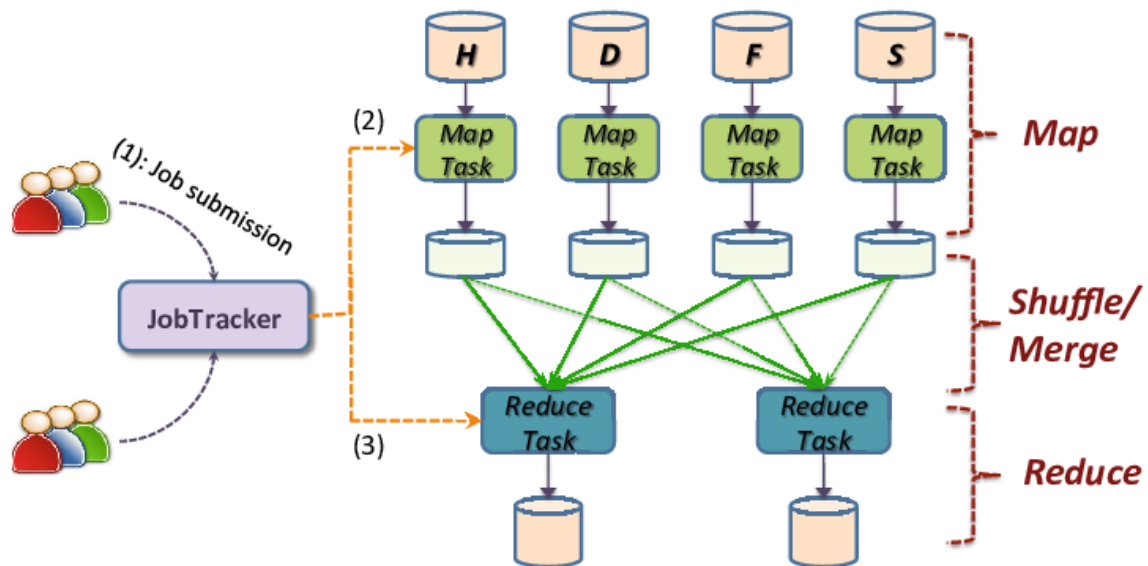 H
D
F
S
(2)
Map
Task
Map
Task
Map
Task
Map
Task
Map
(1): Job submission
JobTracker
Shuffle/
Merge
(3)
Reduce
Task
Reduce
Task
Reduce